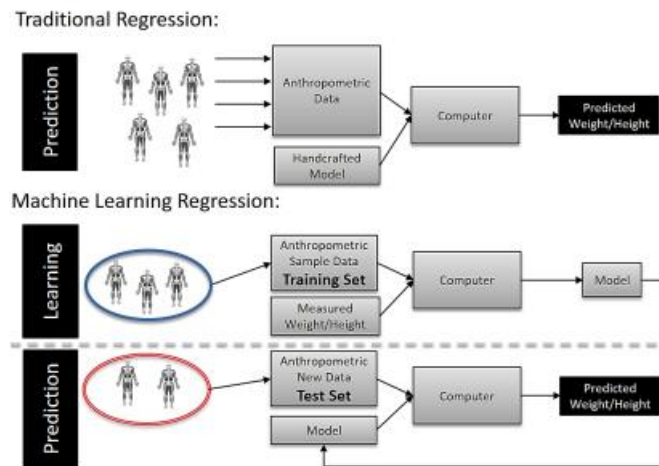 Traditional Regression:
Prediction
Anthropometric
Data
Handcrafted
Model
Computer
Predicted
Weight/Height
Machine Learning Regression:
Learning
Anthropometric
Sample Data
Training Set
Measured
Weight/Height
Computer
Model
Prediction
Anthropometric
New Data
Test Set
Model
Computer
Predicted
Weight/Height